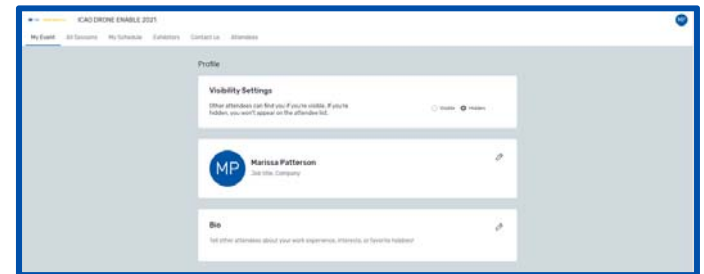 ICAO DRONE ENABLE 2021
MP
My Event All Sessions My Schedule Exhibitors Contact Us Attendees
Profile
Visibility Settings
Other attendees can find you if you're visible. If you're
hidden, you won't appear on the attendee list.
Visible Hidden
MP
Marissa Patterson
Job title, Company
Bio
Tell other attendees about your work experience, interests, or favorite hobbies!